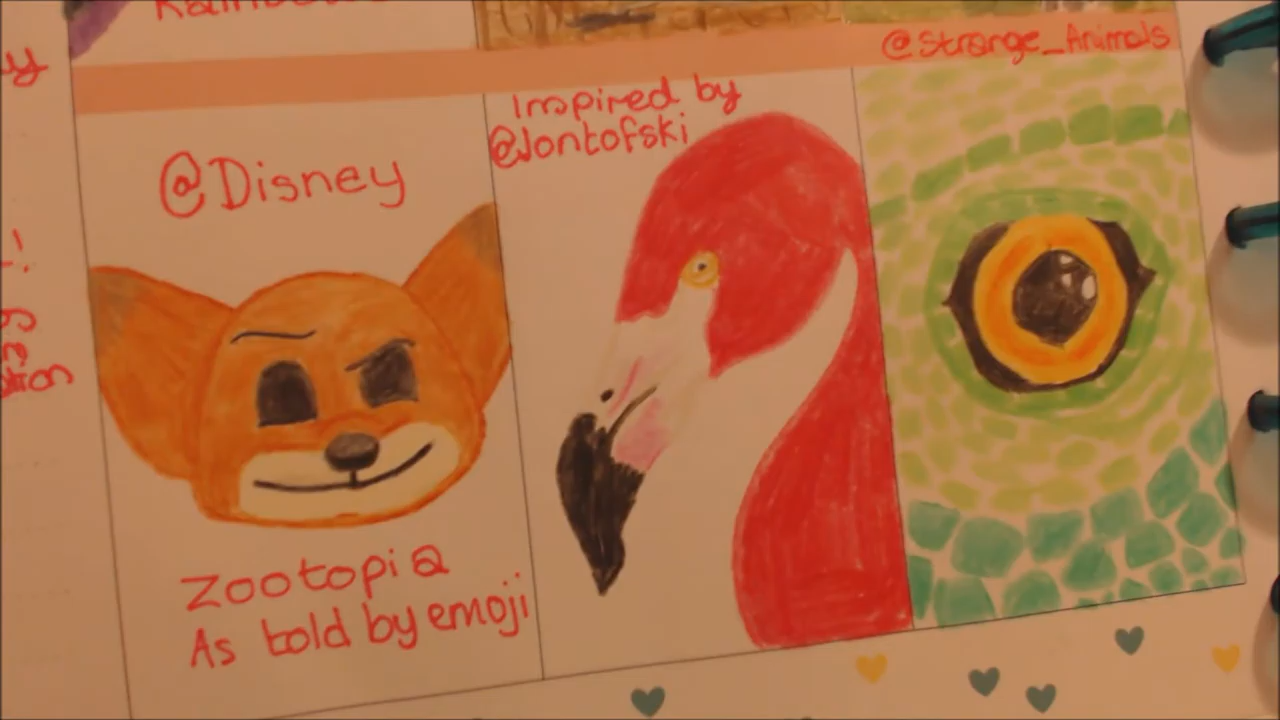 @Strange_Animals
Inspired by
@Jontofski
@Disney
Zootopia
As told by emoji